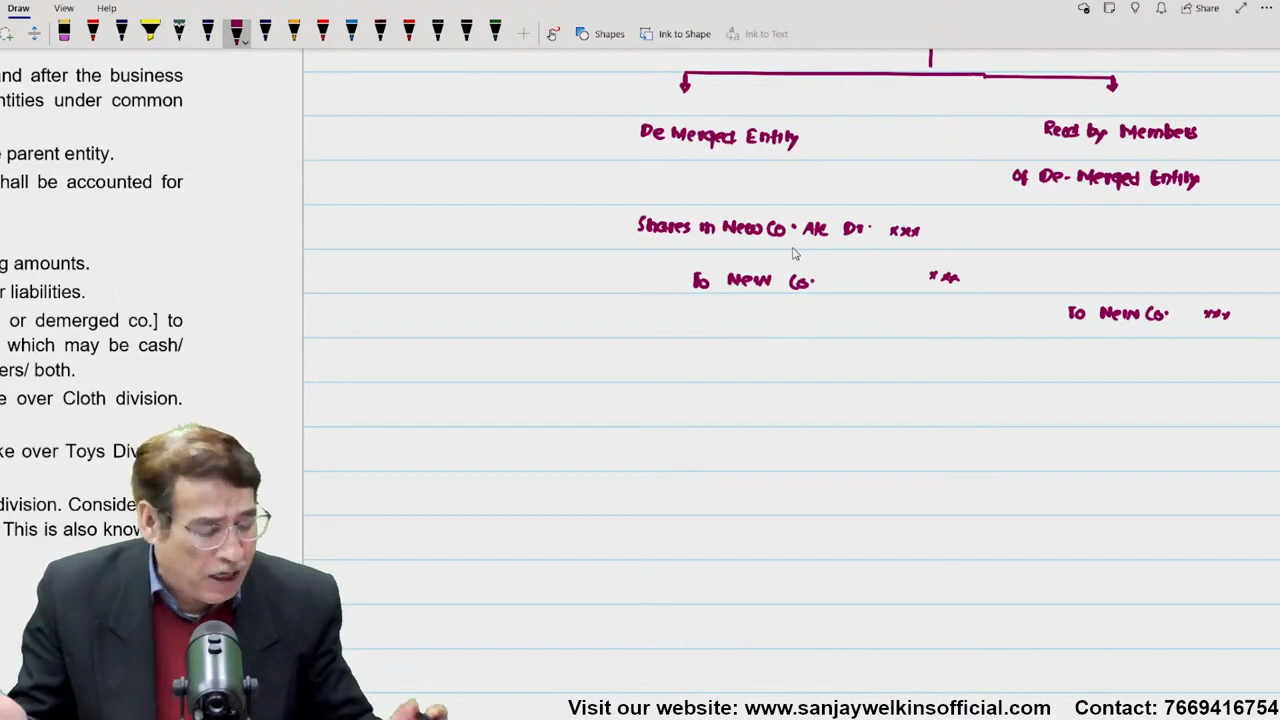 Draw View Help Share
Shapes Ink to Shape Ink to Text
and after the business
ntities under common
e parent entity.
hall be accounted for
g amounts.
r liabilities.
or demerged co.] to
which may be cash/
ers/ both.
e over Cloth division.
ke over Toys Div
division. Conside
This is also know
De Merged Entity
Recd by Members
Of De-Merged Entity
Shares in New Co. A/c Dr. xxx
To New Co. xxx
To New Co. xxx
Visit our website: www.sanjaywelkinsofficial.com Contact: 7669416754